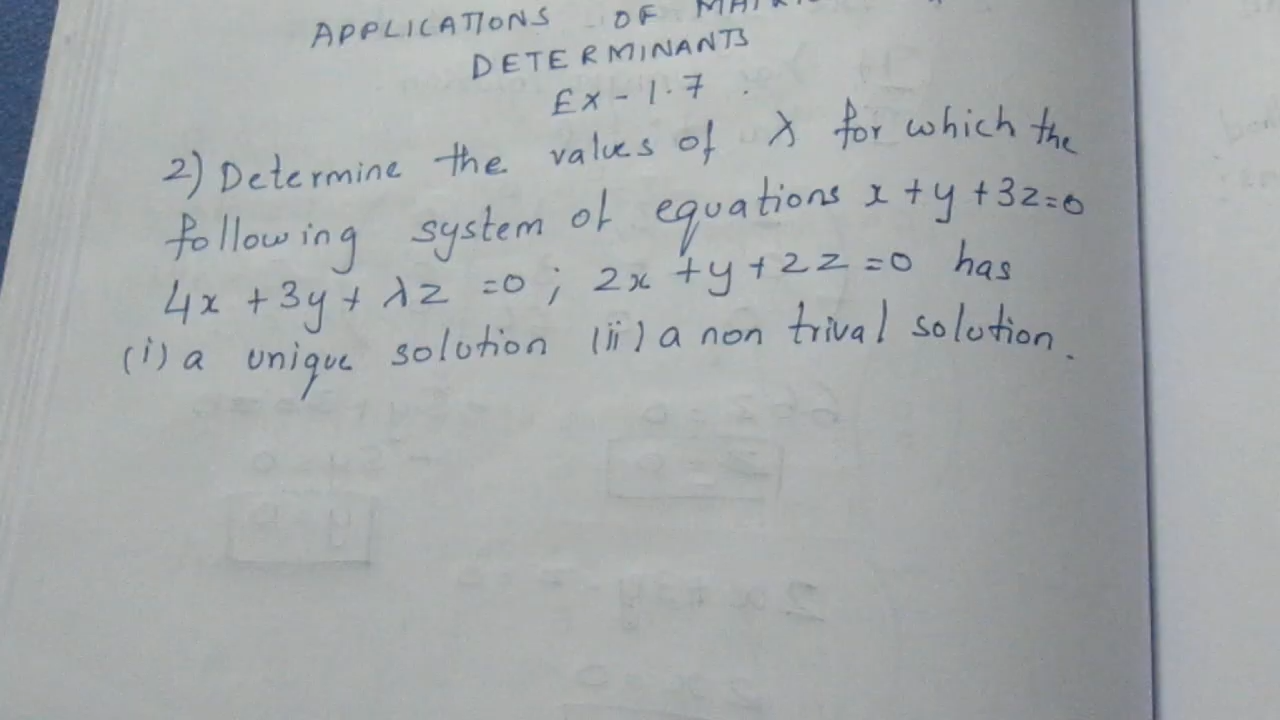 APPLICATIONS OF
DETERMINANTS
Ex - 1.7.
2) Determine the values of λ for which the
following system of equations x + y + 3z = 0
4x + 3y + λz = 0 ; 2x + y + 2z = 0 has
(i) a unique solution (ii) a non trival solution.